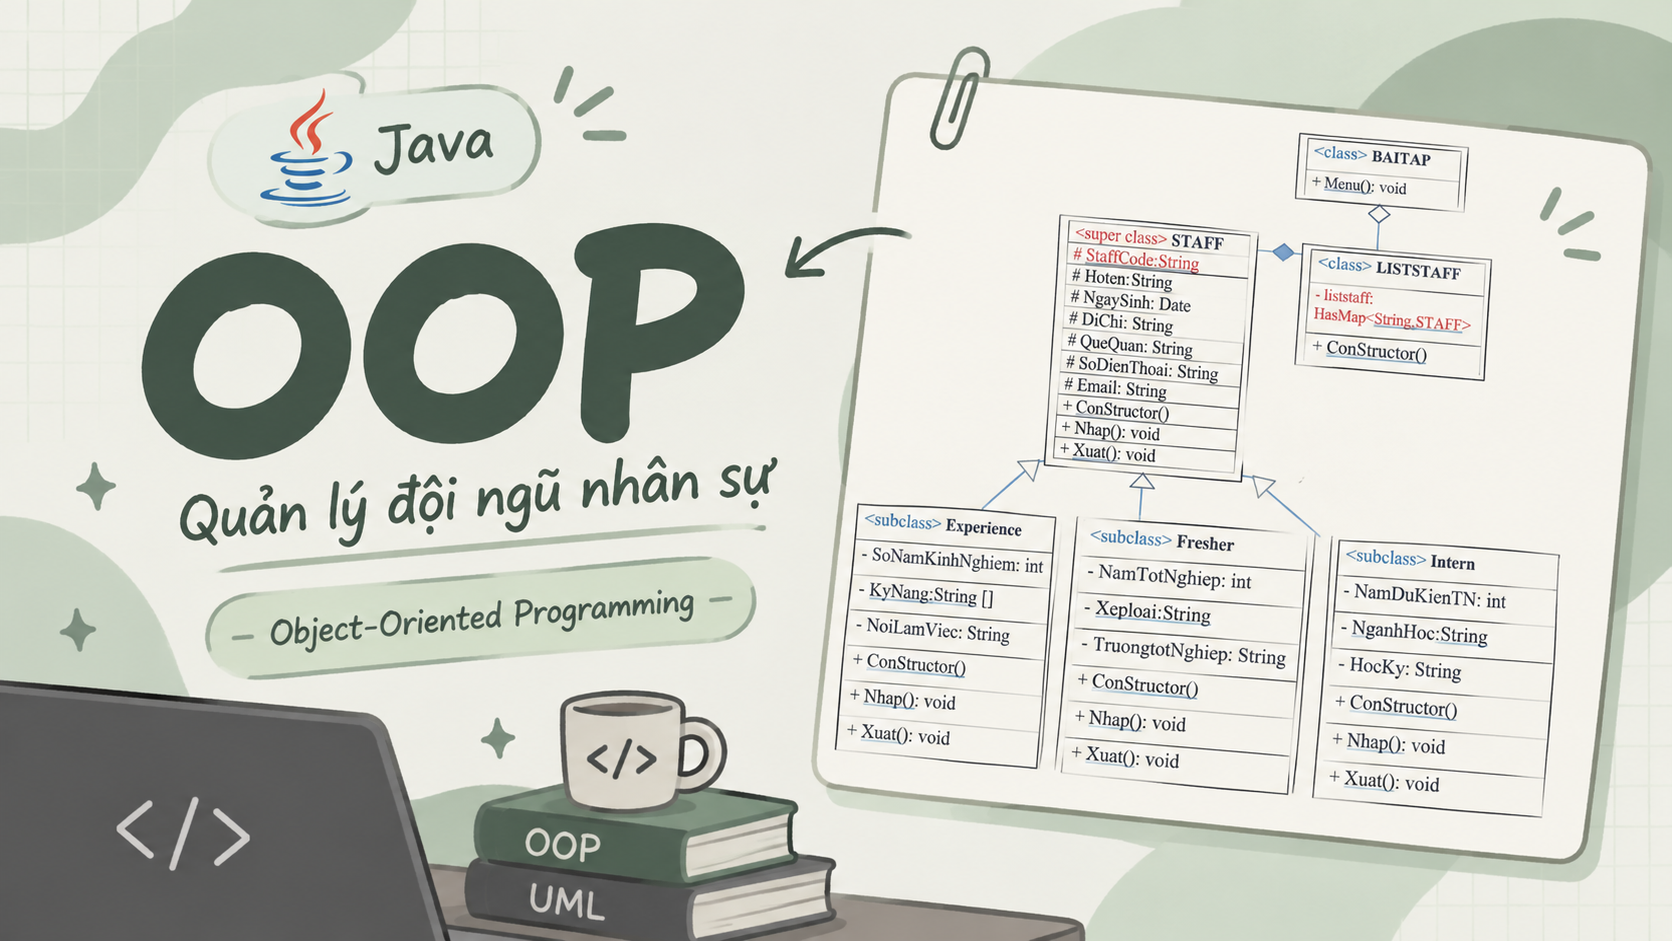 Java
OOP
Quản lý đội ngũ nhân sự
– Object-Oriented Programming –
</>
</>
OOP
UML
<class> BAITAP
+ Menu(): void
<super class> STAFF
# StaffCode:String
# Hoten:String
# NgaySinh: Date
# DiChi: String
# QueQuan: String
# SoDienThoai: String
# Email: String
+ ConStructor()
+ Nhap(): void
+ Xuat(): void
<class> LISTSTAFF
- liststaff:
HasMap<String,STAFF>
+ ConStructor()
<subclass> Experience
- SoNamKinhNghiem: int
- KyNang:String []
- NoiLamViec: String
+ ConStructor()
+ Nhap(): void
+ Xuat(): void
<subclass> Fresher
- NamTotNghiep: int
- Xeploai:String
- TruongtotNghiep: String
+ ConStructor()
+ Nhap(): void
+ Xuat(): void
<subclass> Intern
- NamDuKienTN: int
- NganhHoc:String
- HocKy: String
+ ConStructor()
+ Nhap(): void
+ Xuat(): void